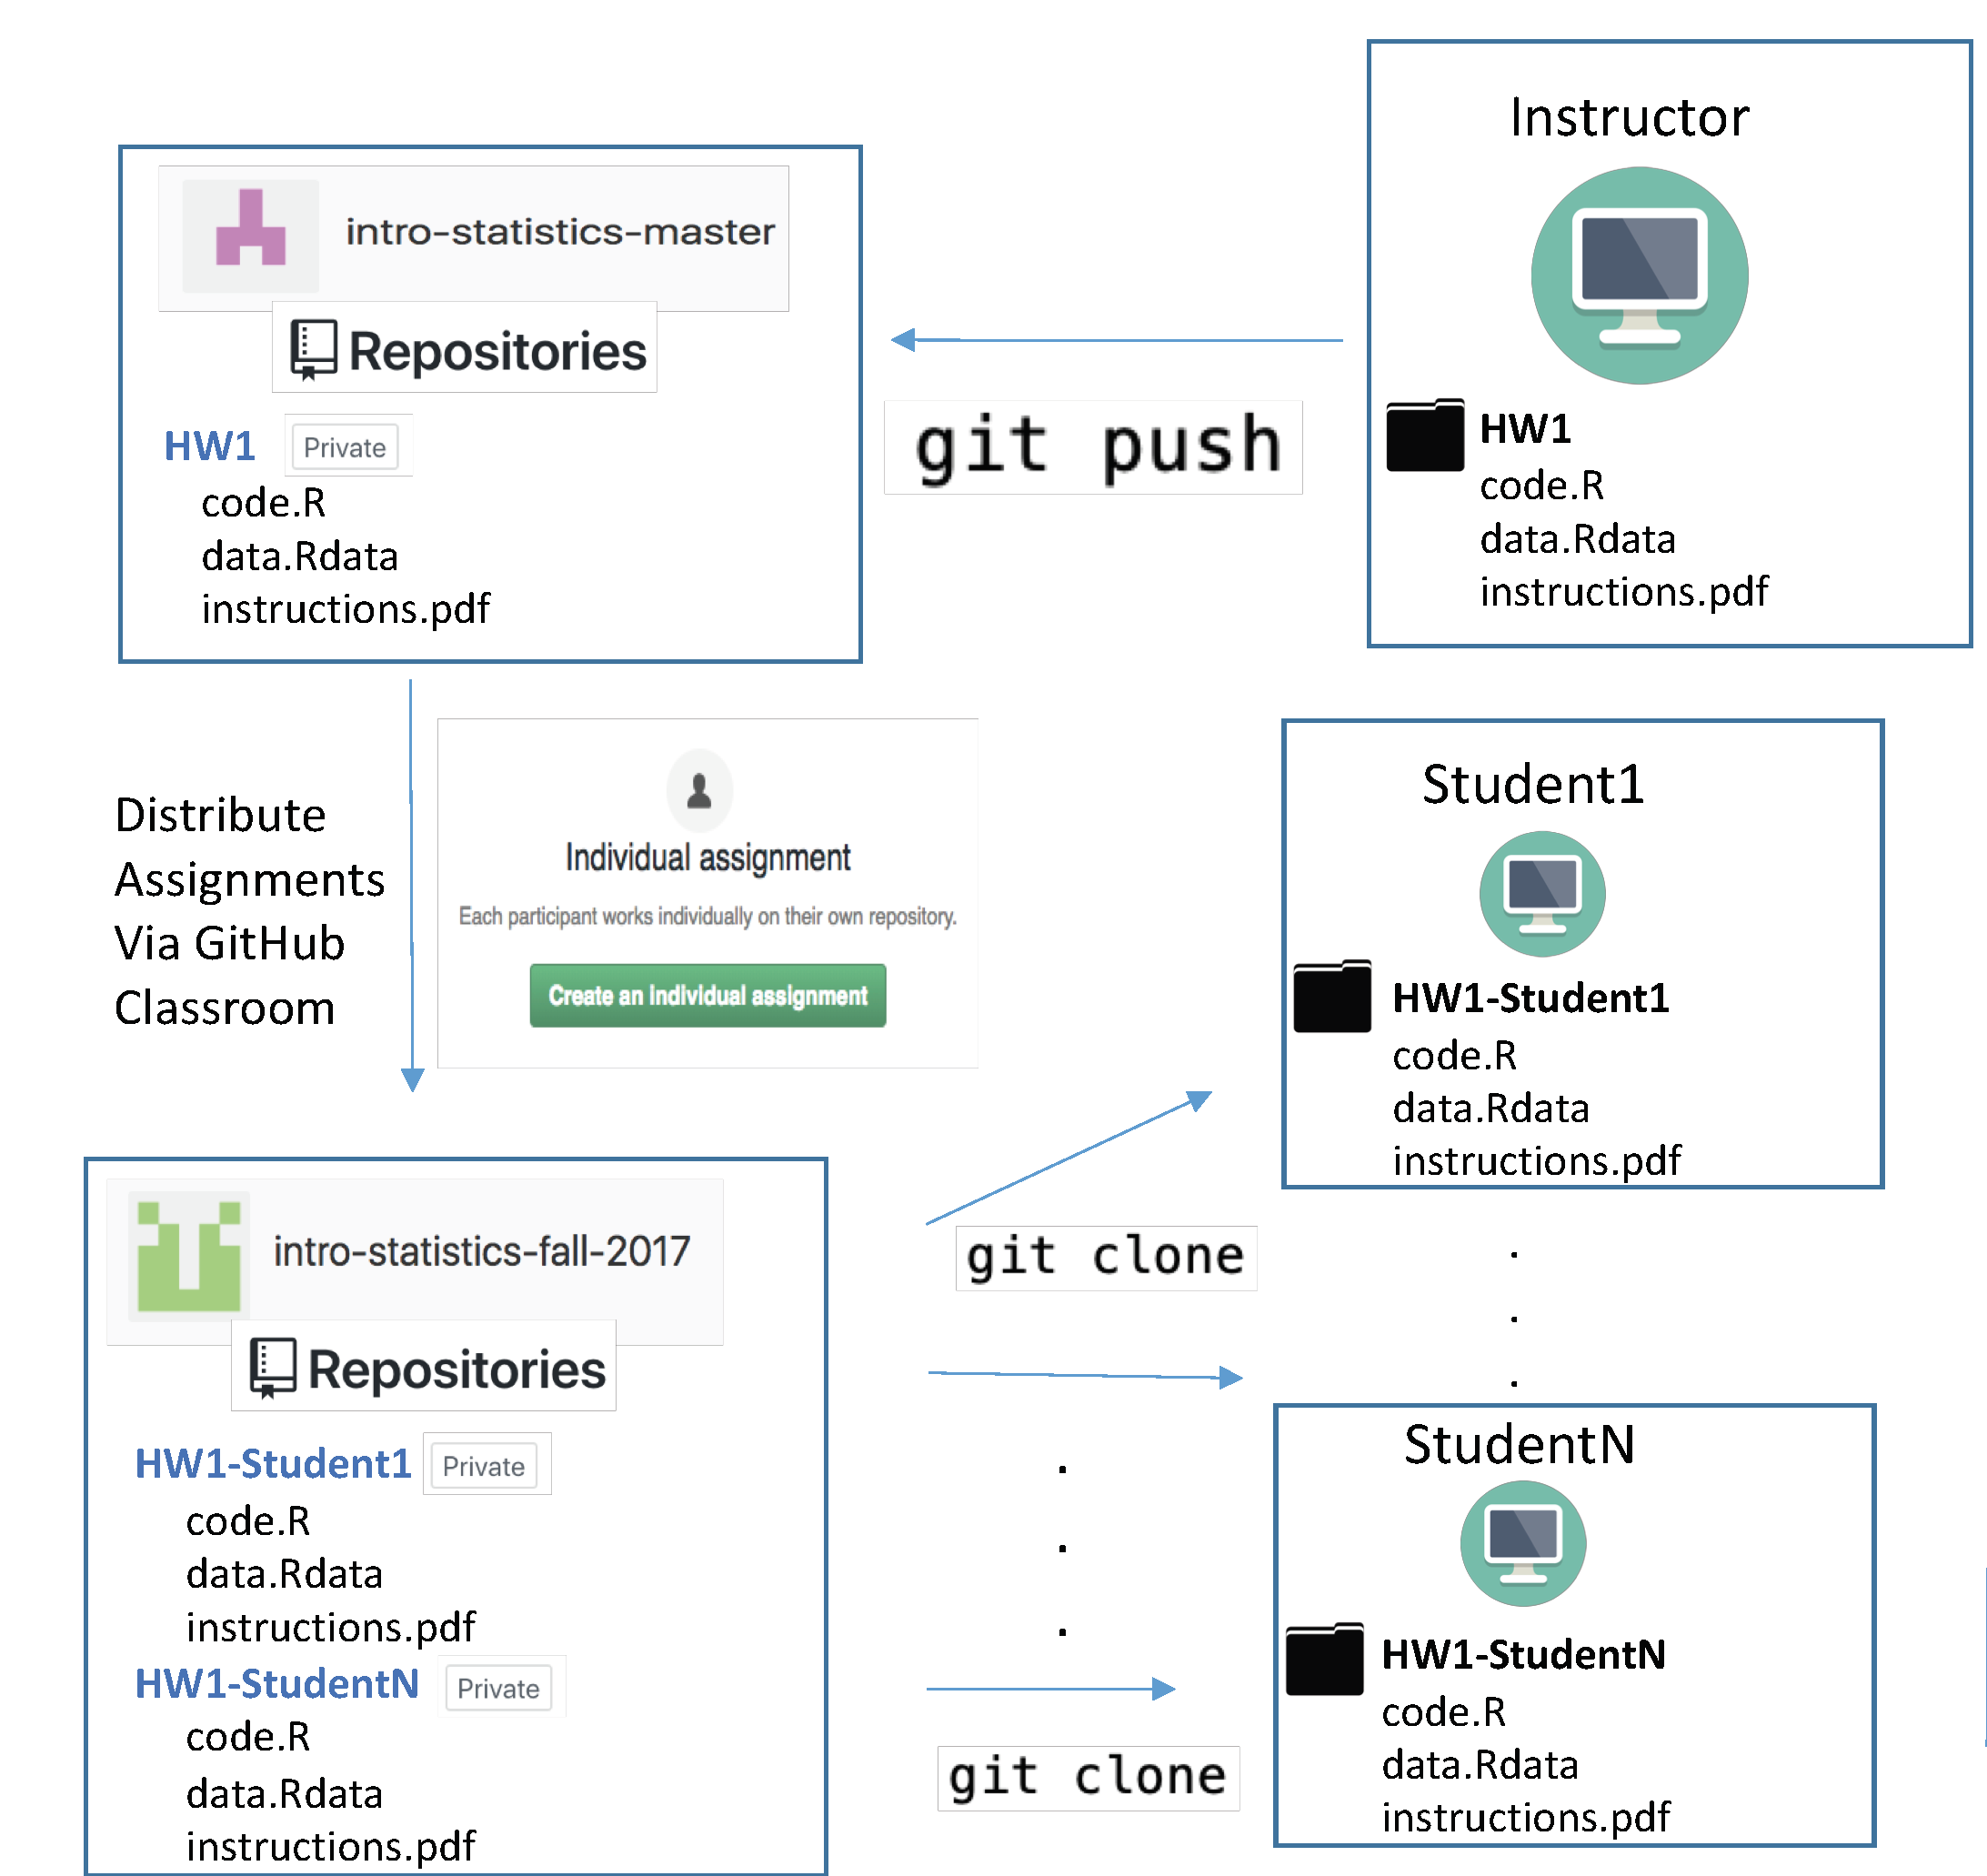 Instructor
HW1
code.R
data.Rdata
instructions.pdf
git push
intro-statistics-master
Repositories
HW1 Private
code.R
data.Rdata
instructions.pdf
Distribute
Assignments
Via GitHub
Classroom
Individual assignment
Each participant works individually on their own repository.
Create an individual assignment
intro-statistics-fall-2017
Repositories
HW1-Student1 Private
code.R
data.Rdata
instructions.pdf
HW1-StudentN Private
code.R
data.Rdata
instructions.pdf
git clone
git clone
Student1
HW1-Student1
code.R
data.Rdata
instructions.pdf
.
.
.
.
.
.
StudentN
HW1-StudentN
code.R
data.Rdata
instructions.pdf